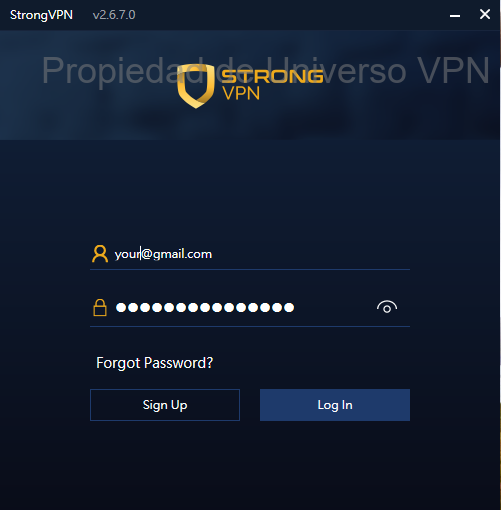 StrongVPN v2.6.7.0
Propiedad de Universo VPN
STRONG
VPN
your@gmail.com
●●●●●●●●●●●●●●●
Forgot Password?
Sign Up Log In